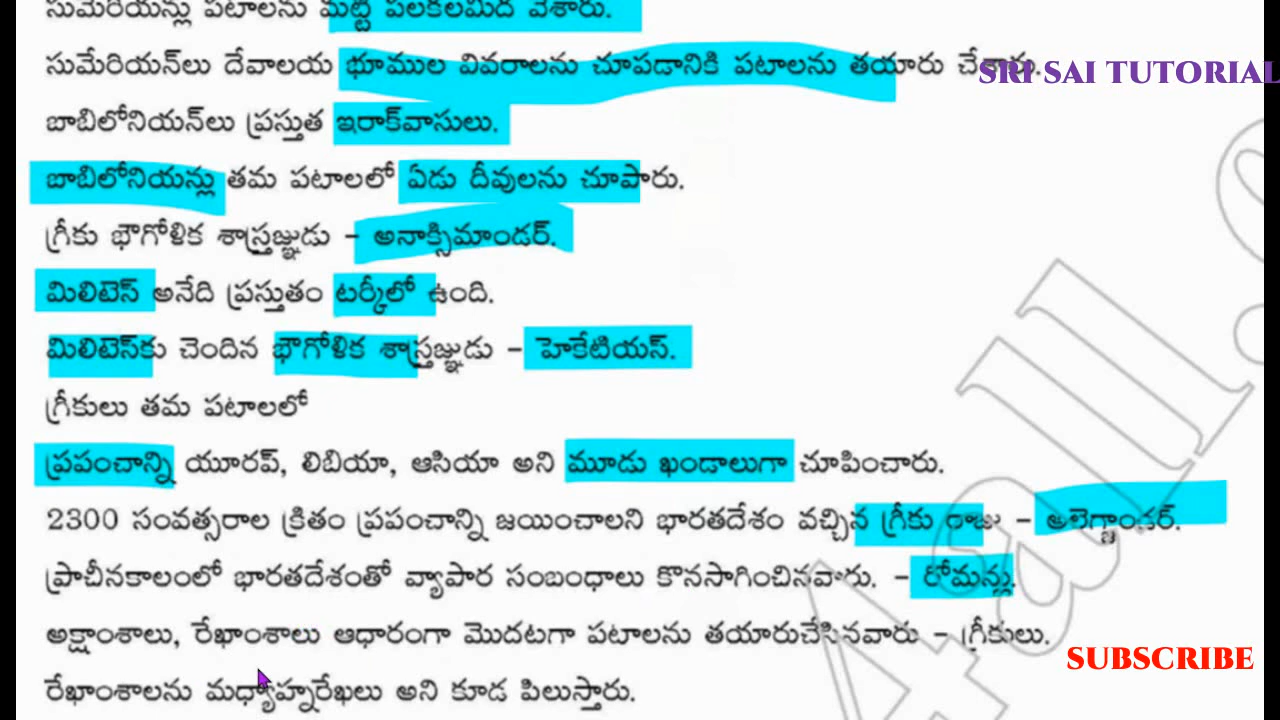 సుమేరియన్లు పటాలను మట్టి పలకలమీద వేశారు.
సుమేరియన్‌లు దేవాలయ భూముల వివరాలను చూపడానికి పటాలను తయారు చేశారు.
SRI SAI TUTORIAL
బాబిలోనియన్‌లు ప్రస్తుత ఇరాక్‌వాసులు.
బాబిలోనియన్లు తమ పటాలలో ఏడు దీవులను చూపారు.
గ్రీకు భౌగోళిక శాస్త్రజ్ఞుడు – అనాక్సిమాండర్.
మిలిటెస్ అనేది ప్రస్తుతం టర్కీలో ఉంది.
మిలిటెస్‌కు చెందిన భౌగోళిక శాస్త్రజ్ఞుడు – హెకేటియస్.
గ్రీకులు తమ పటాలలో
ప్రపంచాన్ని యూరప్, లిబియా, ఆసియా అని మూడు ఖండాలుగా చూపించారు.
2300 సంవత్సరాల క్రితం ప్రపంచాన్ని జయించాలని భారతదేశం వచ్చిన గ్రీకు రాజు – అలెగ్జాండర్.
ప్రాచీనకాలంలో భారతదేశంతో వ్యాపార సంబంధాలు కొనసాగించినవారు. – రోమన్లు.
అక్షాంశాలు, రేఖాంశాలు ఆధారంగా మొదటగా పటాలను తయారుచేసినవారు – గ్రీకులు.
SUBSCRIBE
రేఖాంశాలను మధ్యాహ్నరేఖలు అని కూడ పిలుస్తారు.